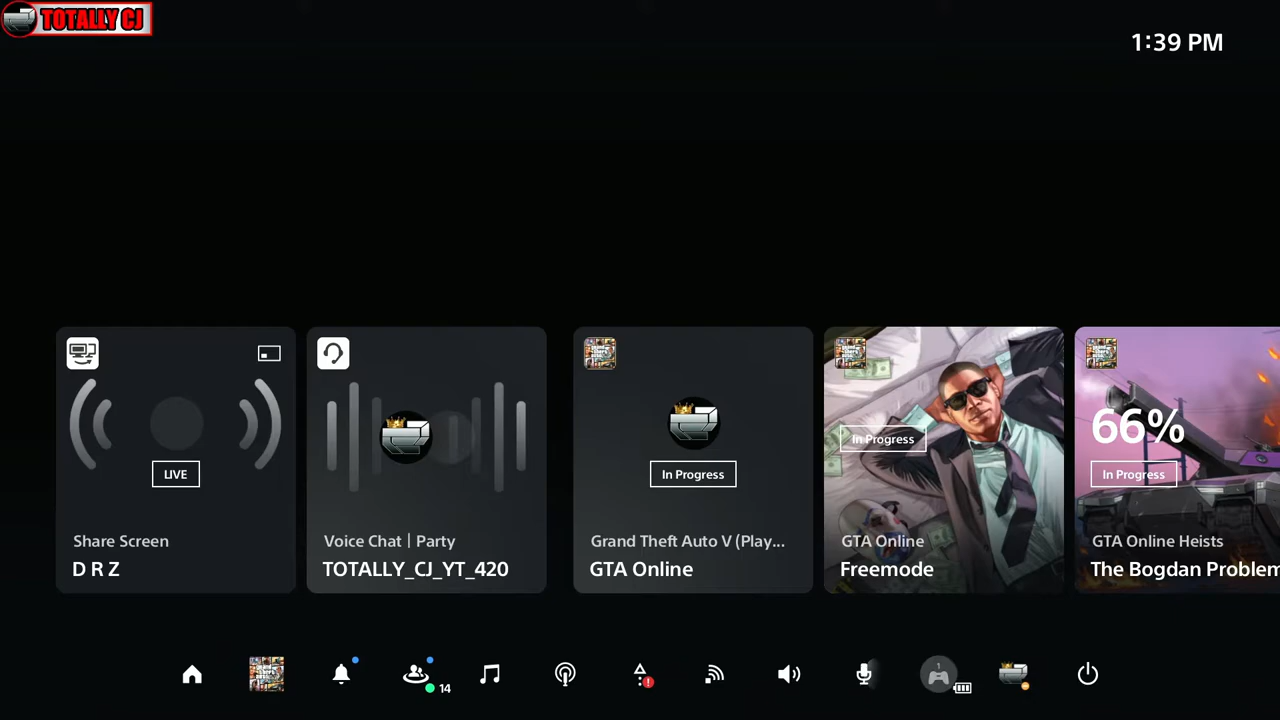 TOTALLY CJ
1:39 PM
LIVE
Share Screen
D R Z
Voice Chat | Party
TOTALLY_CJ_YT_420
In Progress
Grand Theft Auto V (Play...
GTA Online
In Progress
GTA Online
Freemode
66%
In Progress
GTA Online Heists
The Bogdan Problem
14
1